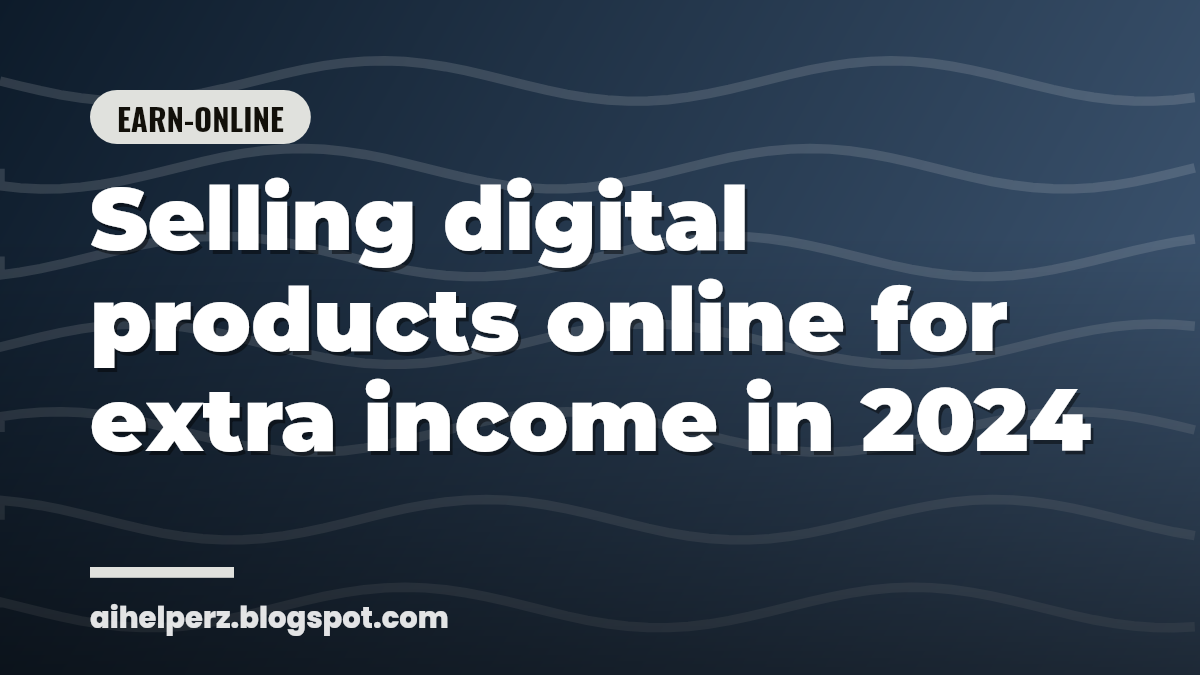 EARN-ONLINE
Selling digital
products online for
extra income in 2024
aihelperz.blogspot.com